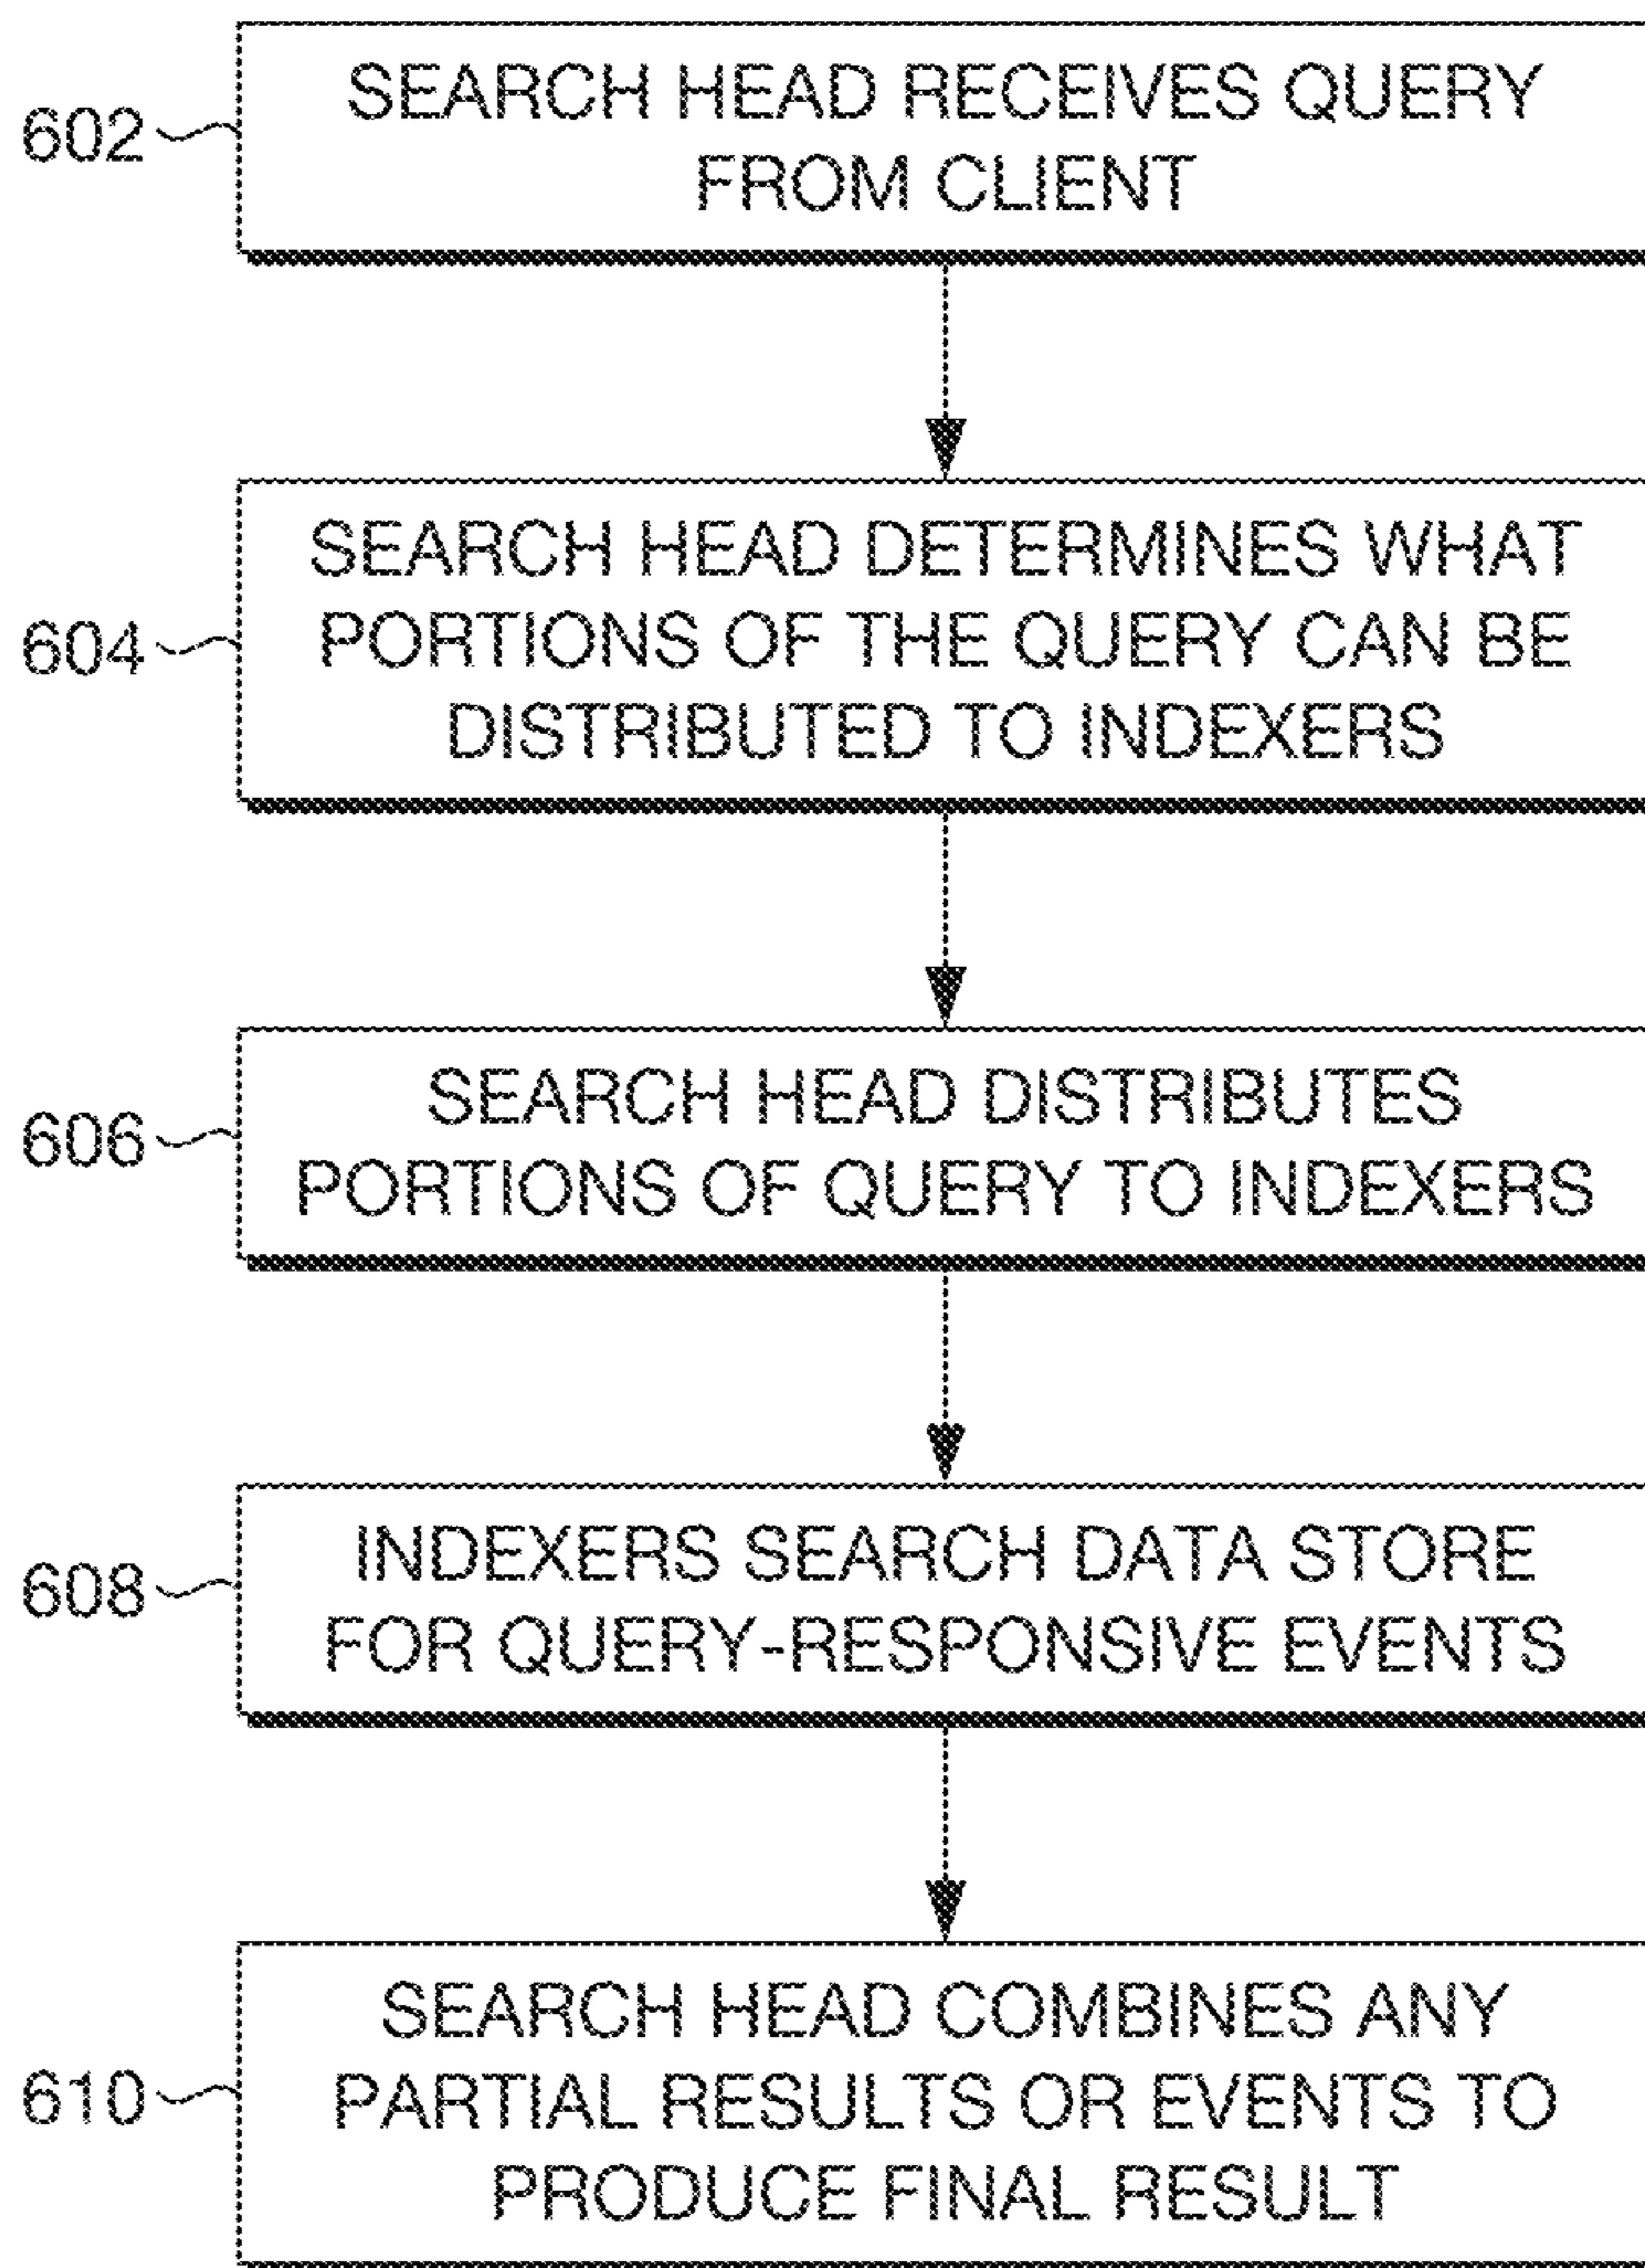 602
SEARCH HEAD RECEIVES QUERY
FROM CLIENT
604
SEARCH HEAD DETERMINES WHAT
PORTIONS OF THE QUERY CAN BE
DISTRIBUTED TO INDEXERS
606
SEARCH HEAD DISTRIBUTES
PORTIONS OF QUERY TO INDEXERS
608
INDEXERS SEARCH DATA STORE
FOR QUERY-RESPONSIVE EVENTS
610
SEARCH HEAD COMBINES ANY
PARTIAL RESULTS OR EVENTS TO
PRODUCE FINAL RESULT